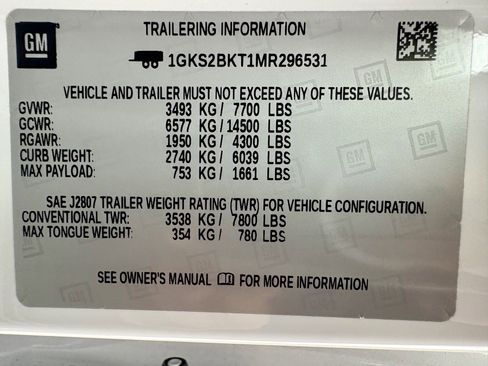 TRAILERING INFORMATION
GM
1GKS2BKT1MR296531
VEHICLE AND TRAILER MUST NOT EXCEED ANY OF THESE VALUES.
GVWR: 3493 KG/ 7700 LBS
GCWR: 6577 KG/ 14500 LBS
RGAWR: 1950 KG/ 4300 LBS
CURB WEIGHT: 2740 KG/ 6039 LBS
MAX PAYLOAD: 753 KG/ 1661 LBS
SAE J2807 TRAILER WEIGHT RATING (TWR) FOR VEHICLE CONFIGURATION.
CONVENTIONAL TWR: 3538 KG/ 7800 LBS
MAX TONGUE WEIGHT: 354 KG/ 780 LBS
SEE OWNER'S MANUAL FOR MORE INFORMATION